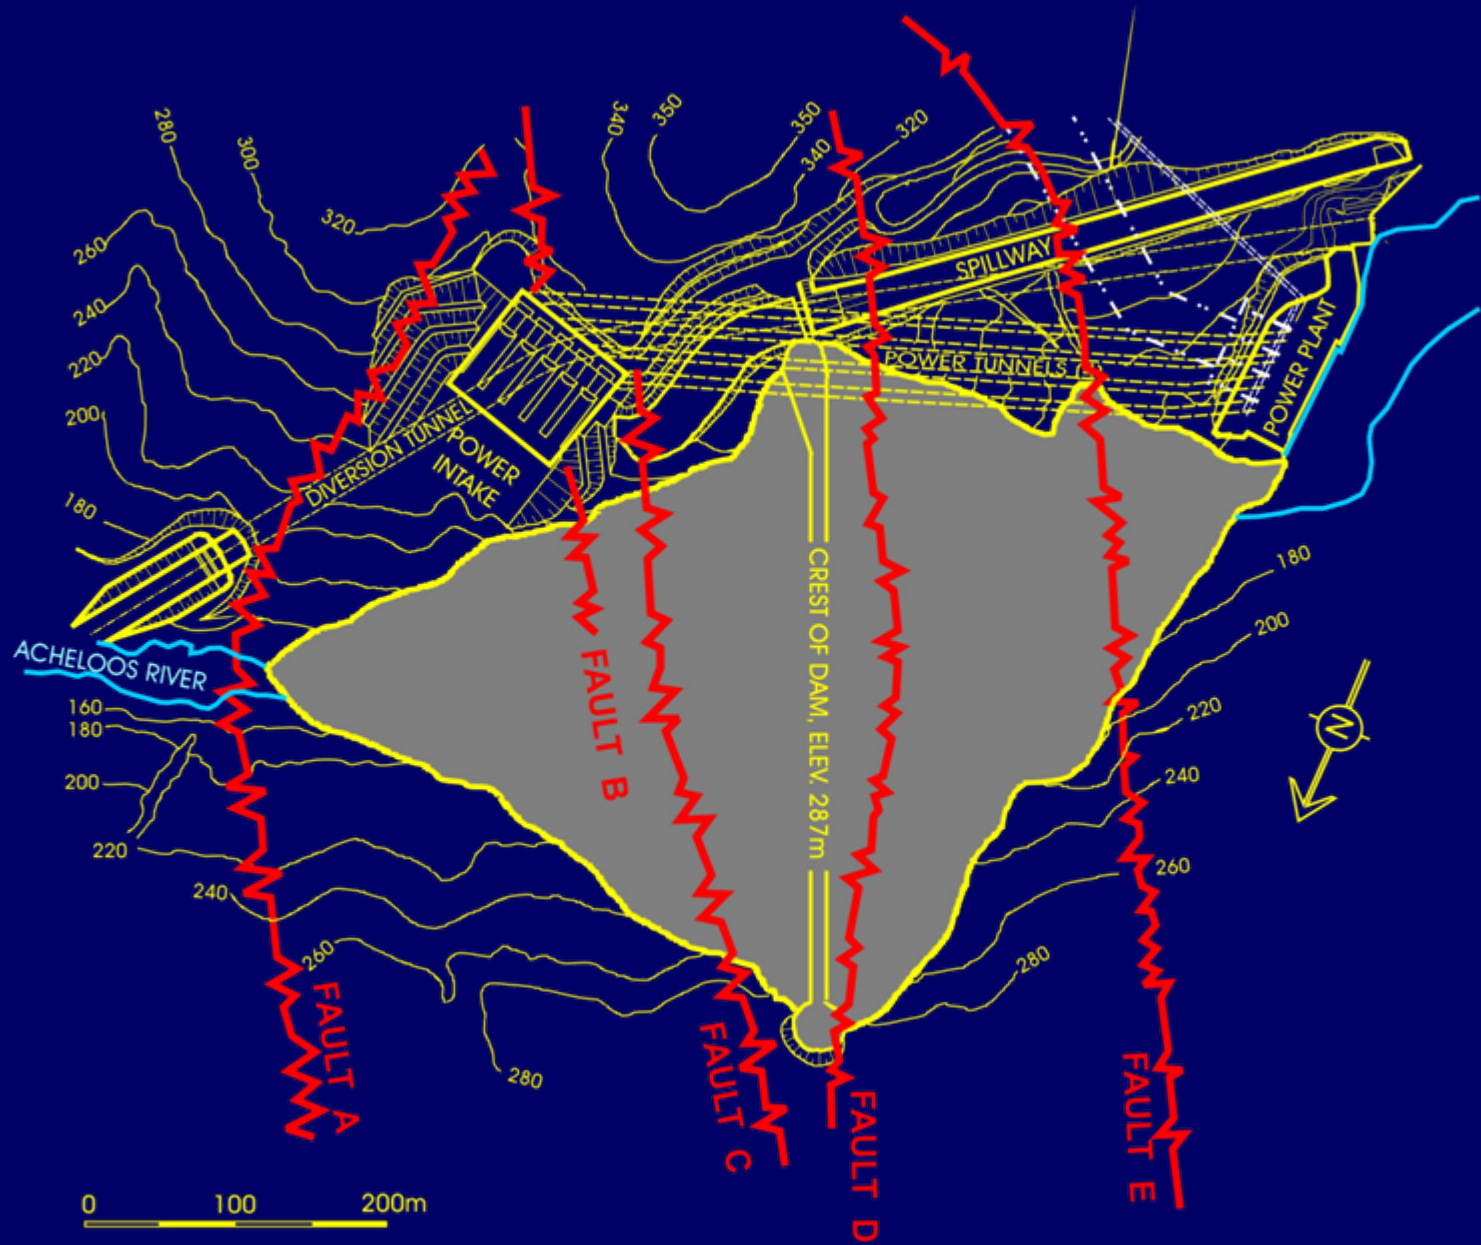 280
300
340
350
350
340
320
320
260
240
220
200
180
SPILLWAY
POWER TUNNELS
POWER PLANT
DIVERSION TUNNEL
POWER
INTAKE
ACHELOOS RIVER
160
180
200
220
240
260
280
CREST OF DAM, ELEV. 287m
180
200
220
240
260
280
N
FAULT A
FAULT B
FAULT C
FAULT D
FAULT E
0 100 200m